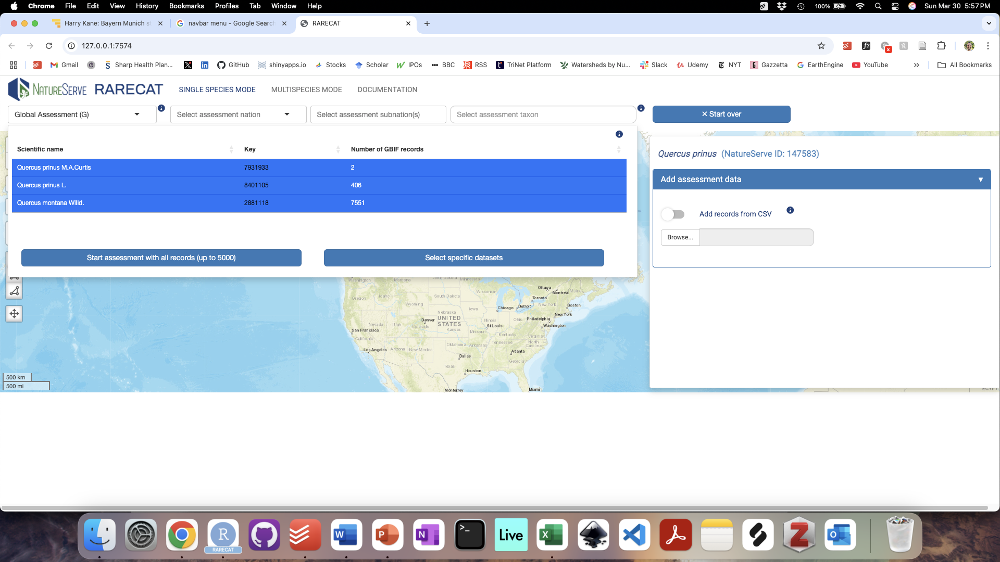 Chrome File Edit View History Bookmarks Profiles Tab Window Help 100% Sun Mar 30 5:57 PM
Harry Kane: Bayern Munich navbar menu - Google Search RARECAT
127.0.0.1:7574
Gmail Sharp Health Plan... GitHub shinyapps.io Stocks Scholar IPOs BBC RSS TriNet Platform Watersheds by Nu... Slack Udemy NYT Gazzetta EarthEngine YouTube All Bookmarks
NATURESERVE RARECAT SINGLE SPECIES MODE MULTISPECIES MODE DOCUMENTATION
Global Assessment (G) Select assessment nation Select assessment subnation(s) Select assessment taxon × Start over
Scientific name Key Number of GBIF records
Quercus prinus M.A.Curtis 7931933 2
Quercus prinus L. 8401105 406
Quercus montana Willd. 2881118 7551
Start assessment with all records (up to 5000) Select specific datasets
Quercus prinus (NatureServe ID: 147583)
Add assessment data
Add records from CSV
Browse...
Washington Montana North Dakota Minnesota
Ottawa
Montreal Maine
Oregon Idaho South Dakota Wisconsin Toronto
Wyoming New York Boston
Chicago Detroit
Nebraska Iowa New York
Denver UNITED STATES Illinois Ohio Philadelphia
Nevada Utah Colorado Kansas Missouri St Louis Washington
San Francisco Kentucky Virginia
California Oklahoma Arkansas Tennessee North Carolina
Los Angeles Arizona New Mexico Atlanta
Dallas Georgia
Texas
Houston
Monterrey Miami
EGYPT
500 km
500 mi
RARECAT
Live